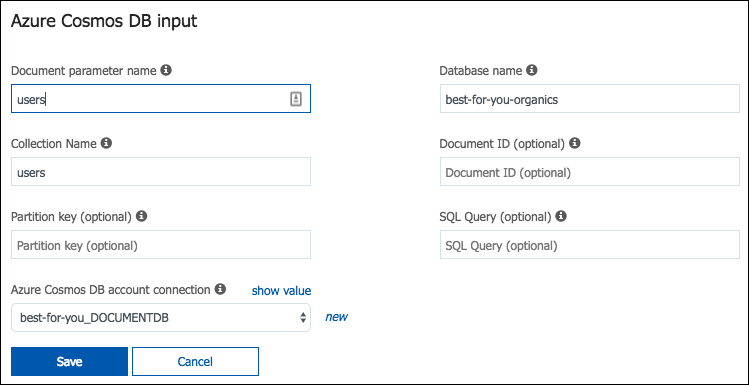 Azure Cosmos DB input
Document parameter name
Database name
users
best-for-you-organics
Collection Name
Document ID (optional)
users
Document ID (optional)
Partition key (optional)
SQL Query (optional)
Partition key (optional)
SQL Query (optional)
Azure Cosmos DB account connection
show value
best-for-you_DOCUMENTDB
new
Save
Cancel